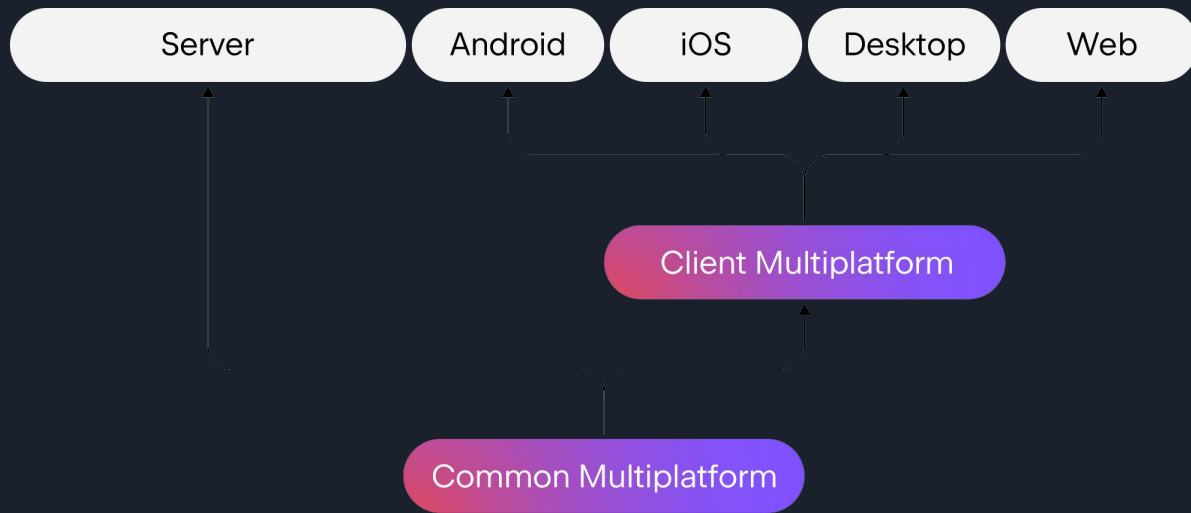 Server
Android
iOS
Desktop
Web
Client Multiplatform
Common Multiplatform